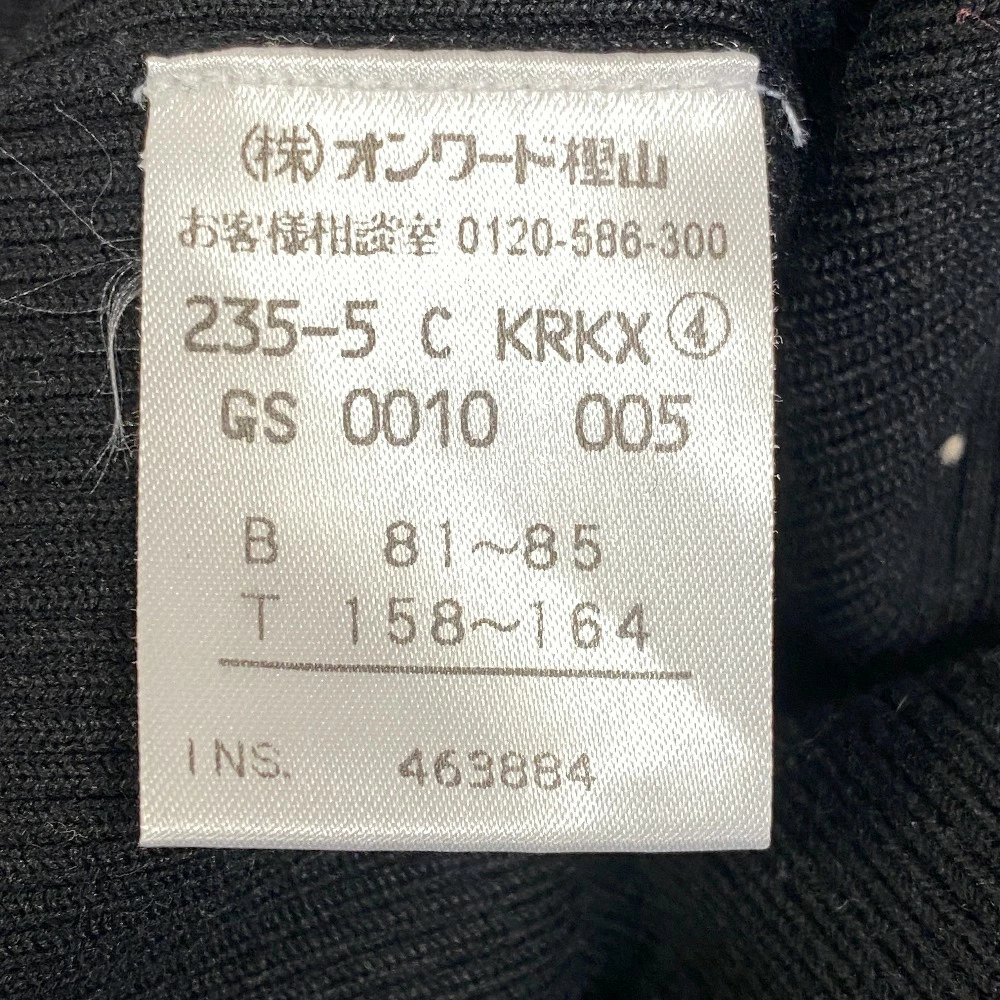 (株)オンワード樫山
お客様相談室 0120-586-300
235-5 C KRKX ④
GS 0010 005
B 81～85
T 158～164
INS. 463884